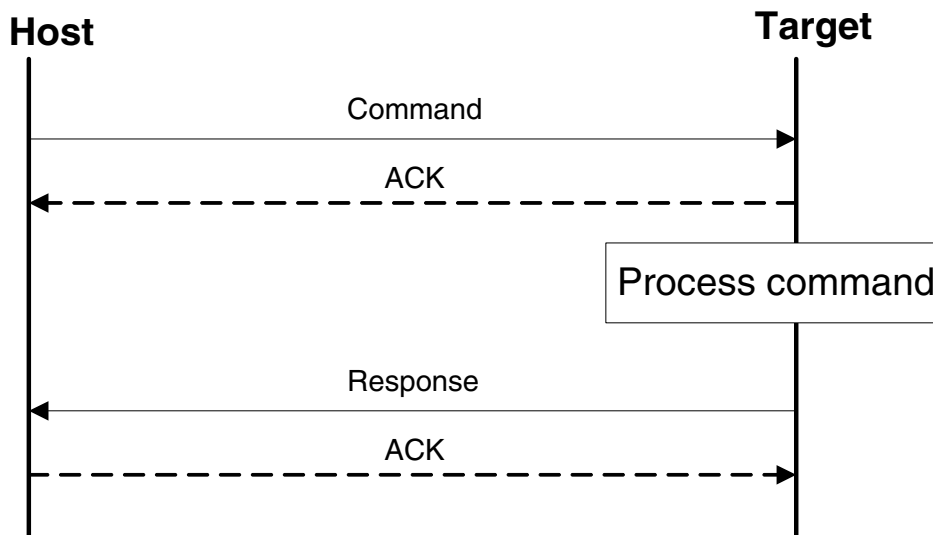 Host
Target
Command
ACK
Process command
Response
ACK